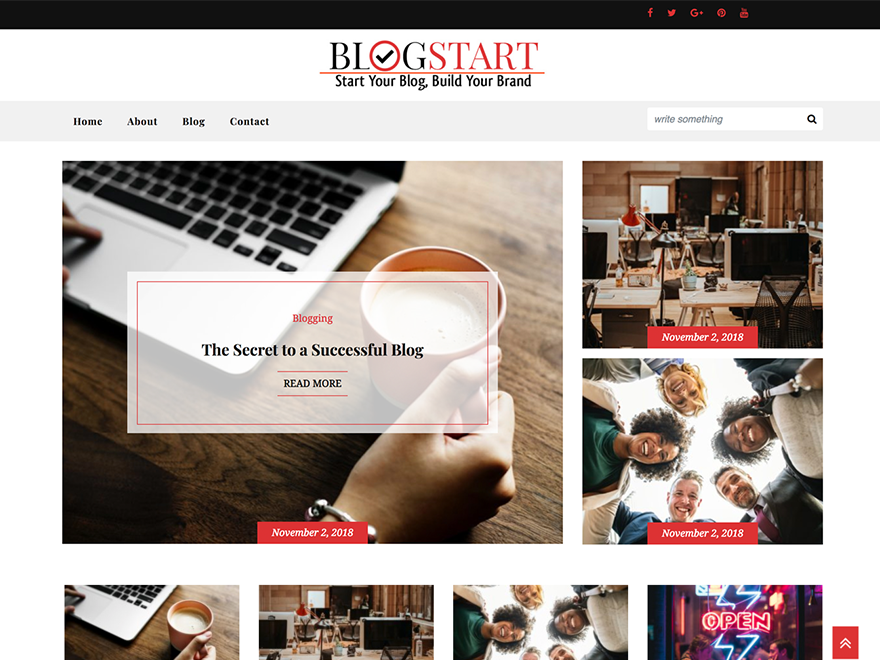 BLOGSTART
Start Your Blog, Build Your Brand
Home About Blog Contact
write something
Blogging
The Secret to a Successful Blog
READ MORE
November 2, 2018
November 2, 2018
November 2, 2018
OPEN